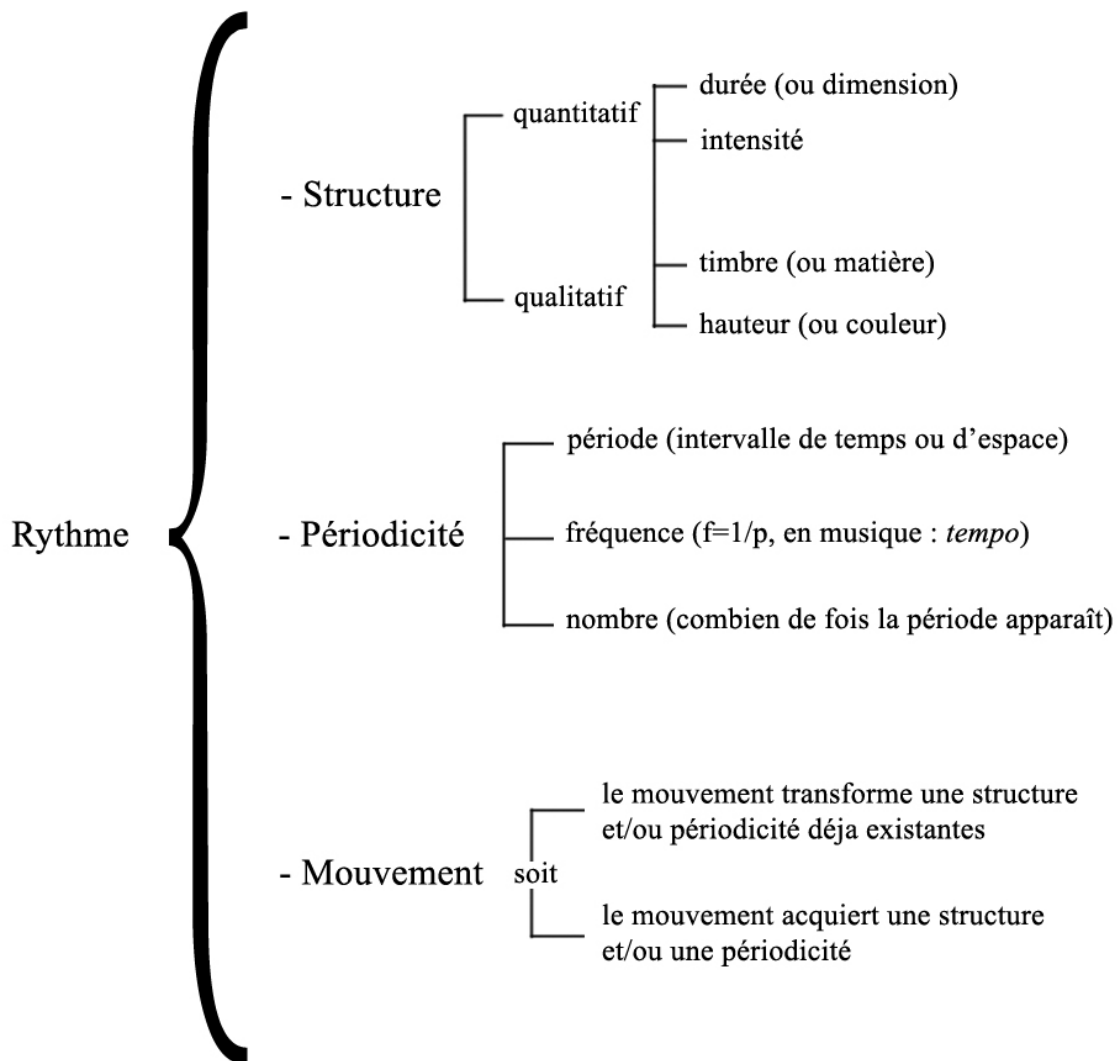 Rythme
- Structure
quantitatif
durée (ou dimension)
intensité
qualitatif
timbre (ou matière)
hauteur (ou couleur)
- Périodicité
période (intervalle de temps ou d’espace)
fréquence (f=1/p, en musique : tempo)
nombre (combien de fois la période apparaît)
- Mouvement
soit
le mouvement transforme une structure
et/ou périodicité déja existantes
le mouvement acquiert une structure
et/ou une périodicité